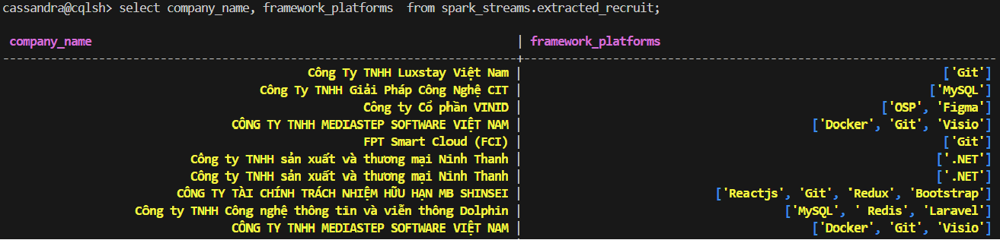 cassandra@cqlsh> select company_name, framework_platforms  from spark_streams.extracted_recruit;
company_name | framework_platforms
Công Ty TNHH Luxstay Việt Nam | ['Git']
Công Ty TNHH Giải Pháp Công Nghệ CIT | ['MySQL']
Công ty Cổ phần VINID | ['OSP', 'Figma']
CÔNG TY TNHH MEDIASTEP SOFTWARE VIỆT NAM | ['Docker', 'Git', 'Visio']
FPT Smart Cloud (FCI) | ['Git']
Công ty TNHH sản xuất và thương mại Ninh Thanh | ['.NET']
Công ty TNHH sản xuất và thương mại Ninh Thanh | ['.NET']
CÔNG TY TÀI CHÍNH TRÁCH NHIỆM HỮU HẠN MB SHINSEI | ['Reactjs', 'Git', 'Redux', 'Bootstrap']
Công ty TNHH Công nghệ thông tin và viễn thông Dolphin | ['MySQL', ' Redis', 'Laravel']
CÔNG TY TNHH MEDIASTEP SOFTWARE VIỆT NAM | ['Docker', 'Git', 'Visio']